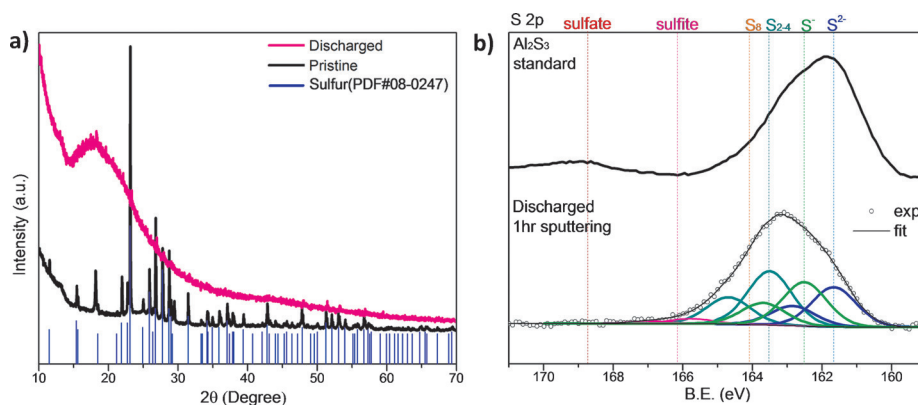 a)
Discharged
Pristine
Sulfur(PDF#08-0247)
Intensity (a.u.)
10 20 30 40 50 60 70
2θ (Degree)
b)
S 2p
sulfate sulfite S₈ S₂₋₄ S⁻ S²⁻
Al₂S₃
standard
Discharged
1hr sputtering
exp
fit
170 168 166 164 162 160
B.E. (eV)